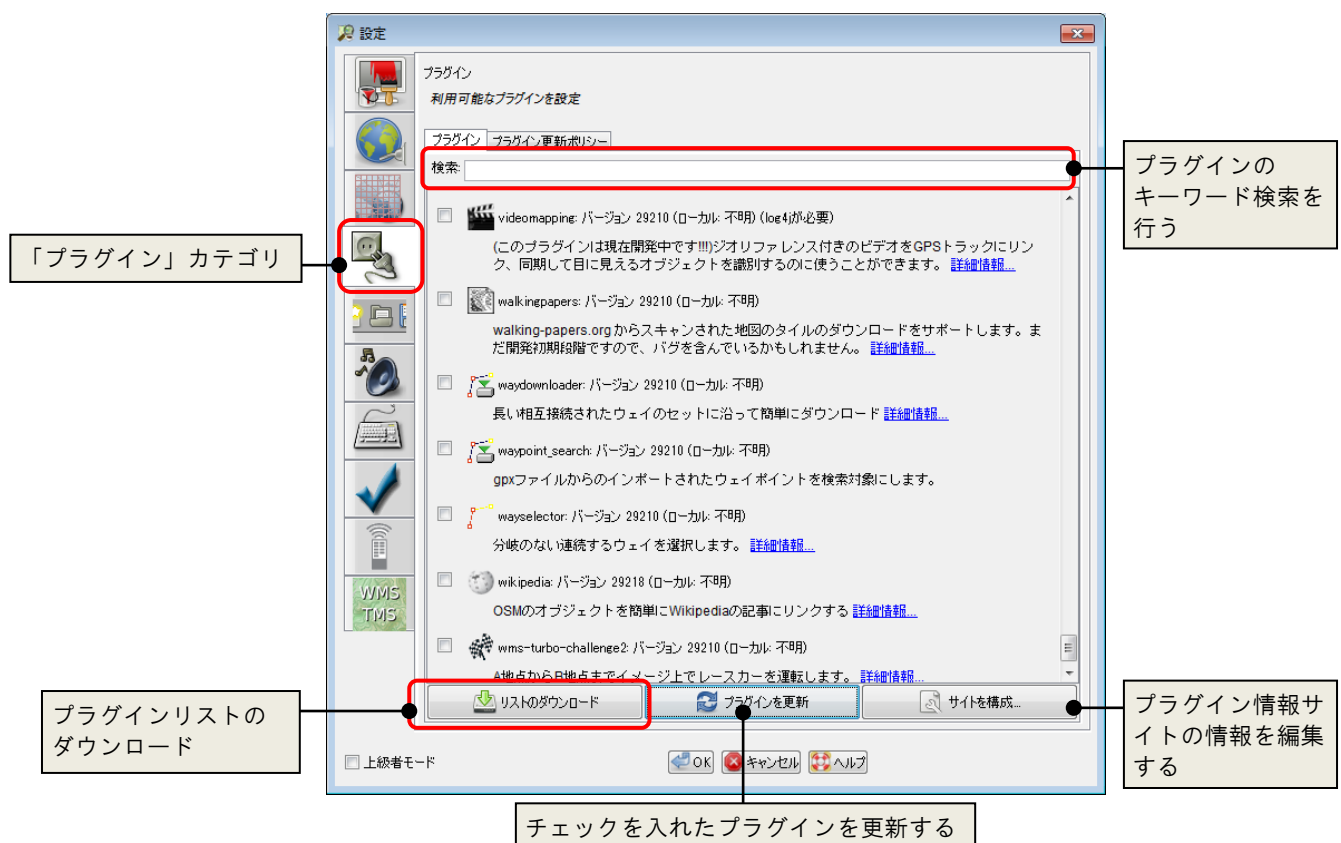 設定
プラグイン
利用可能なプラグインを設定
プラグイン プラグイン更新ポリシー
検索:
プラグインの
キーワード検索を
行う
videomapping: バージョン 29210 (ローカル: 不明) (log4jが必要)
(このプラグインは現在開発中です!!!)ジオリファレンス付きのビデオをGPSトラックにリン
ク、同期して目に見えるオブジェクトを識別するのに使うことができます。 詳細情報...
「プラグイン」カテゴリ
walkingpapers: バージョン 29210 (ローカル: 不明)
walking-papers.orgからスキャンされた地図のタイルのダウンロードをサポートします。ま
だ開発初期段階ですので、バグを含んでいるかもしれません。 詳細情報...
waydownloader: バージョン 29210 (ローカル: 不明)
長い相互接続されたウェイのセットに沿って簡単にダウンロード 詳細情報...
waypoint_search: バージョン 29210 (ローカル: 不明)
gpxファイルからのインポートされたウェイポイントを検索対象にします。
wayselector: バージョン 29210 (ローカル: 不明)
分岐のない連続するウェイを選択します。 詳細情報...
wikipedia: バージョン 29218 (ローカル: 不明)
OSMのオブジェクトを簡単にWikipediaの記事にリンクする 詳細情報...
WMS
TMS
wms-turbo-challenge2: バージョン 29210 (ローカル: 不明)
A地点からB地点までイメージ上でレースカーを運転します。 詳細情報...
リストのダウンロード プラグインを更新 サイトを構成...
プラグインリストの
ダウンロード
プラグイン情報サ
イトの情報を編集
する
上級者モード OK キャンセル ヘルプ
チェックを入れたプラグインを更新する